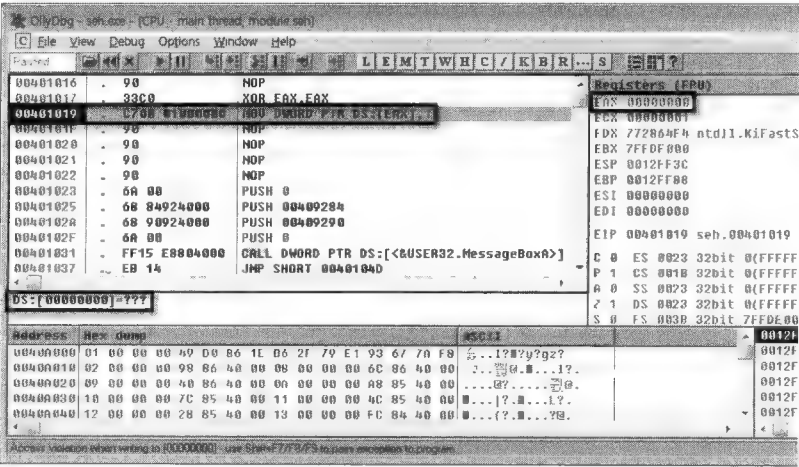 OllyDbg - seh.exe - [CPU - main thread, module seh]
C File View Debug Options Window Help
Paused L E M T W H C / K B R ... S ?
00401016 . 90 NOP
00401017 . 33C0 XOR EAX,EAX
00401019 MOV DWORD PTR DS:[EAX],
0040101F NOP
00401020 . 90 NOP
00401021 . 90 NOP
00401022 . 90 NOP
00401023 . 6A 00 PUSH 0
00401025 . 68 84924000 PUSH 00409284
0040102A . 68 90924000 PUSH 00409290
0040102F . 6A 00 PUSH 0
00401031 . FF15 E8804000 CALL DWORD PTR DS:[<&USER32.MessageBoxA>]
00401037 .. EB 14 JMP SHORT 0040104D
DS:[00000000]=???
Registers (FPU)
EAX 00000000
ECX 00000001
EDX 772864F4 ntdll.KiFastS
EBX 7FFDF000
ESP 0012FF3C
EBP 0012FF88
ESI 00000000
EDI 00000000
EIP 00401019 seh.00401019
C 0 ES 0023 32bit 0(FFFFF
P 1 CS 001B 32bit 0(FFFFF
A 0 SS 0023 32bit 0(FFFFF
Z 1 DS 0023 32bit 0(FFFFF
S 0 FS 003B 32bit 7FFDE00
Address Hex dump ASCII
0040A000 01 00 00 00 49 D0 B6 1E D6 2F 79 E1 93 67 7A F8
0040A010 02 00 00 00 98 86 40 00 08 00 00 00 6C 86 40 00
0040A020 09 00 00 00 40 86 40 00 0A 00 00 00 A8 85 40 00
0040A030 10 00 00 00 7C 85 40 00 11 00 00 00 4C 85 40 00
0040A040 12 00 00 00 28 85 40 00 13 00 00 00 FC 84 40 00
0012F
0012F
0012F
0012F
0012F
0012F
Access violation when writing to [00000000] - use Shift+F7/F8/F9 to pass exception to program